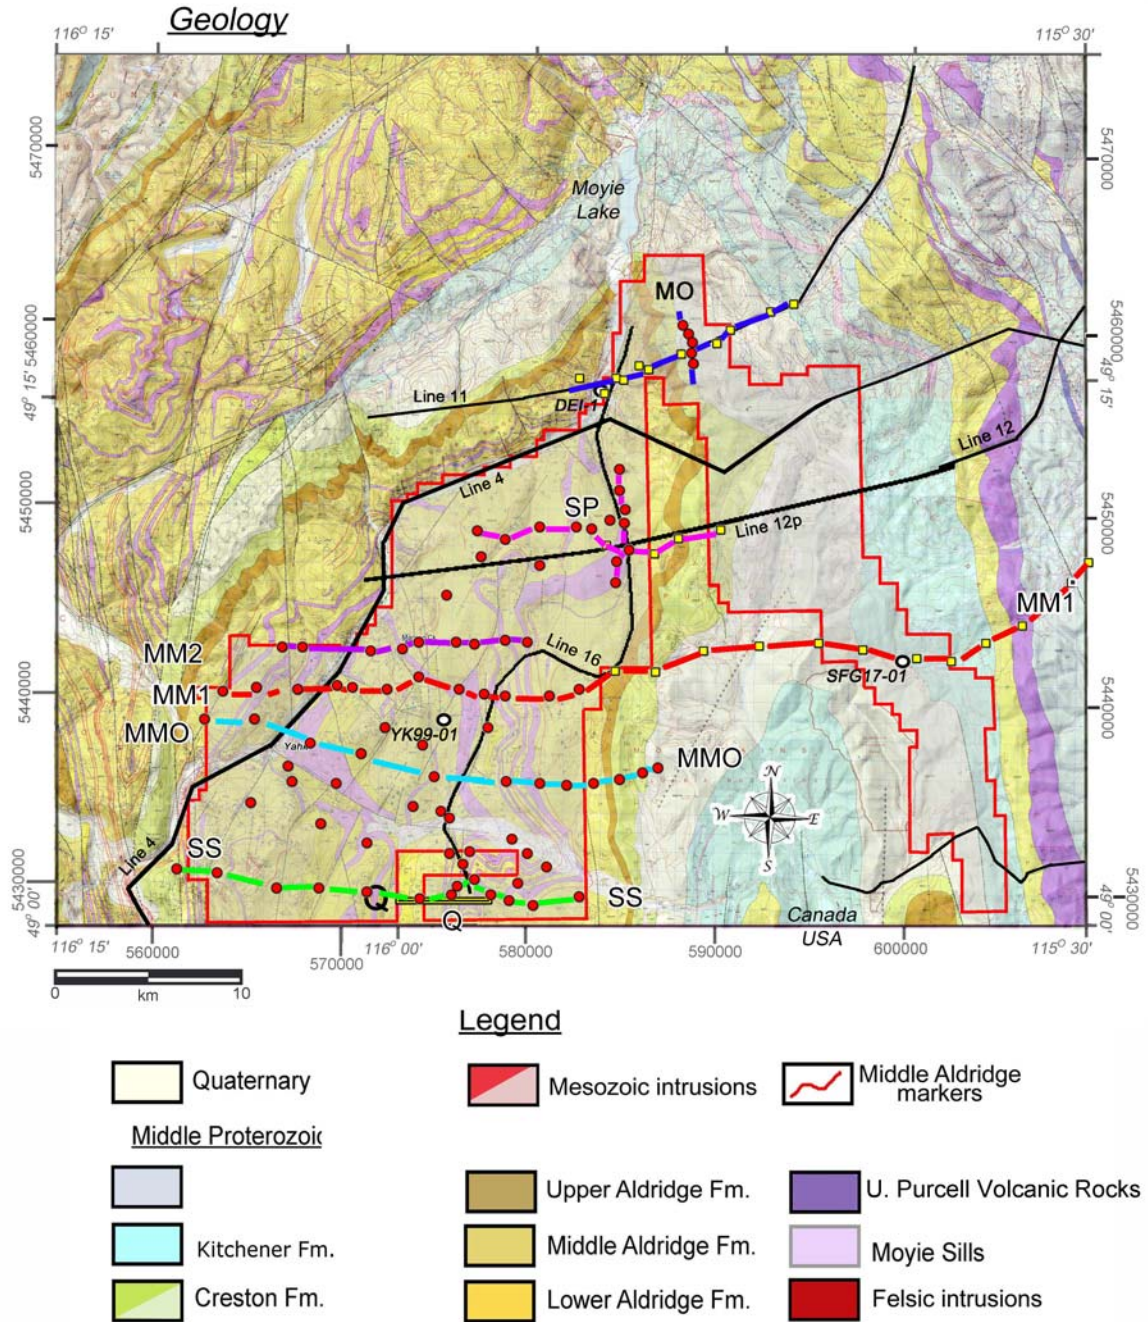 Geology
116° 15'
115° 30'
5470000
5470000
Moyie
Lake
MO
5460000
5460000
49° 15'
49° 15'
Line 11
DEI-1
Line 12
Line 4
5450000
5450000
SP
Line 12p
MM1
MM2
Line 16
SFG17-01
MM1
5440000
5440000
MMO
YK99-01
Yahk
MMO
N
W
E
S
Line 4
SS
5430000
5430000
SS
49° 00'
49° 00'
Q
Canada
USA
116° 15'
560000
570000
116° 00'
580000
590000
600000
115° 30'
0
km
10
Legend
Quaternary
Mesozoic intrusions
Middle Aldridge
markers
Middle Proterozoic
Upper Aldridge Fm.
U. Purcell Volcanic Rocks
Kitchener Fm.
Middle Aldridge Fm.
Moyie Sills
Creston Fm.
Lower Aldridge Fm.
Felsic intrusions